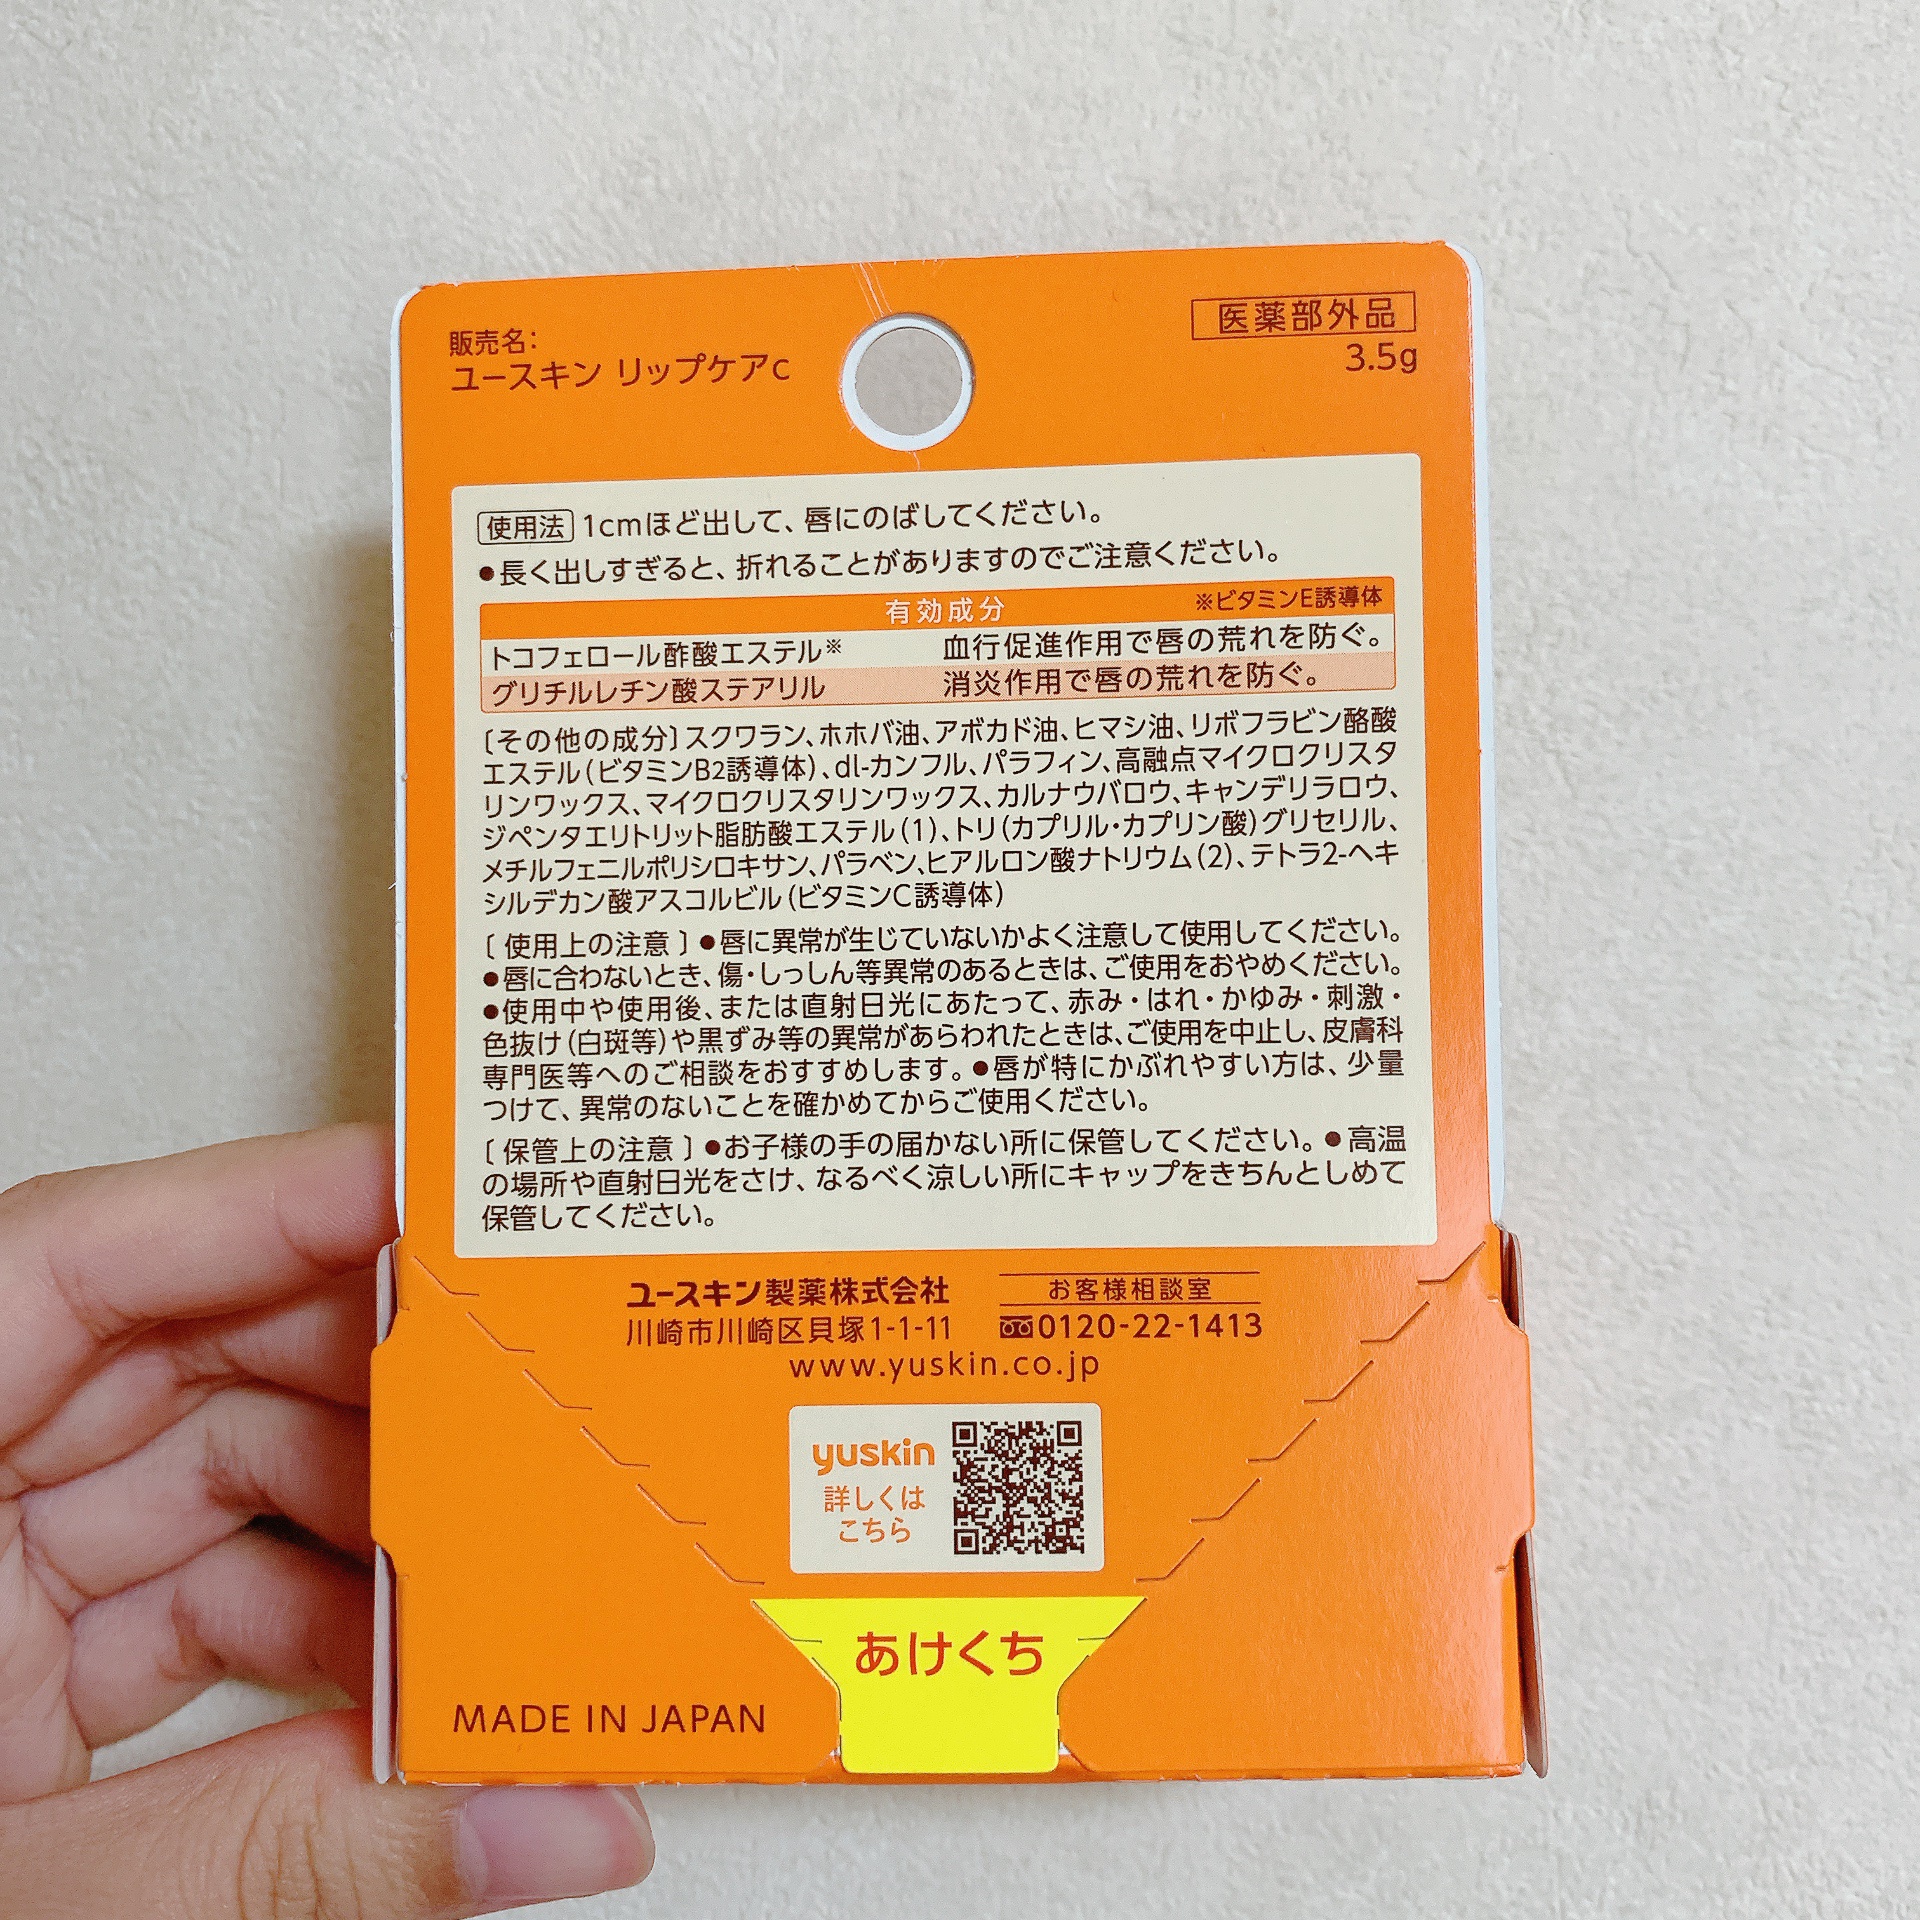 販売名:
ユースキン リップケアc
医薬部外品
3.5g
使用法 1cmほど出して、唇にのばしてください。
●長く出しすぎると、折れることがありますのでご注意ください。
有効成分 ※ビタミンE誘導体
トコフェロール酢酸エステル※ 血行促進作用で唇の荒れを防ぐ。
グリチルレチン酸ステアリル 消炎作用で唇の荒れを防ぐ。
〔その他の成分〕スクワラン、ホホバ油、アボカド油、ヒマシ油、リボフラビン酪酸
エステル(ビタミンB2誘導体)、dl-カンフル、パラフィン、高融点マイクロクリスタ
リンワックス、マイクロクリスタリンワックス、カルナウバロウ、キャンデリラロウ、
ジペンタエリトリット脂肪酸エステル(1)、トリ(カプリル・カプリン酸)グリセリル、
メチルフェニルポリシロキサン、パラベン、ヒアルロン酸ナトリウム(2)、テトラ2-ヘキ
シルデカン酸アスコルビル(ビタミンC誘導体)
〔使用上の注意〕●唇に異常が生じていないかよく注意して使用してください。
●唇に合わないとき、傷・しっしん等異常のあるときは、ご使用をおやめください。
●使用中や使用後、または直射日光にあたって、赤み・はれ・かゆみ・刺激・
色抜け(白斑等)や黒ずみ等の異常があらわれたときは、ご使用を中止し、皮膚科
専門医等へのご相談をおすすめします。●唇が特にかぶれやすい方は、少量
つけて、異常のないことを確かめてからご使用ください。
〔保管上の注意〕●お子様の手の届かない所に保管してください。●高温
の場所や直射日光をさけ、なるべく涼しい所にキャップをきちんとしめて
保管してください。
ユースキン製薬株式会社
川崎市川崎区貝塚1-1-11
お客様相談室
0120-22-1413
www.yuskin.co.jp
yuskin
詳しくは
こちら
あけくち
MADE IN JAPAN